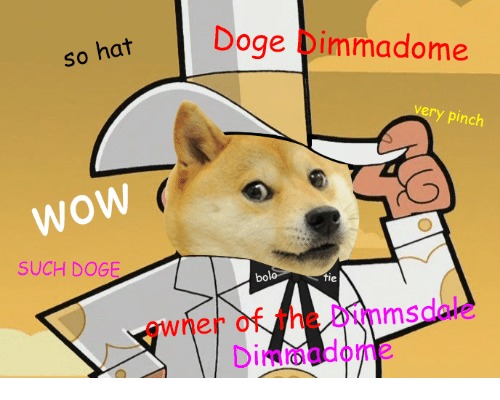 so hat
Doge Dimmadome
very pinch
wow
SUCH DOGE
bolo tie
owner of the Dimmsdale
Dimmadome